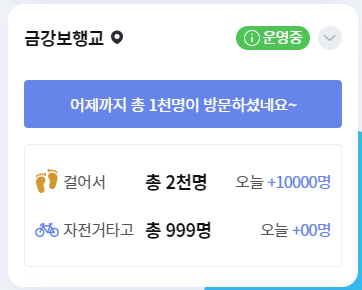 금강보행교
운영중
어제까지 총 1천명이 방문하셨네요~
걸어서 총 2천명 오늘 +10000명
자전거타고 총 999명 오늘 +00명